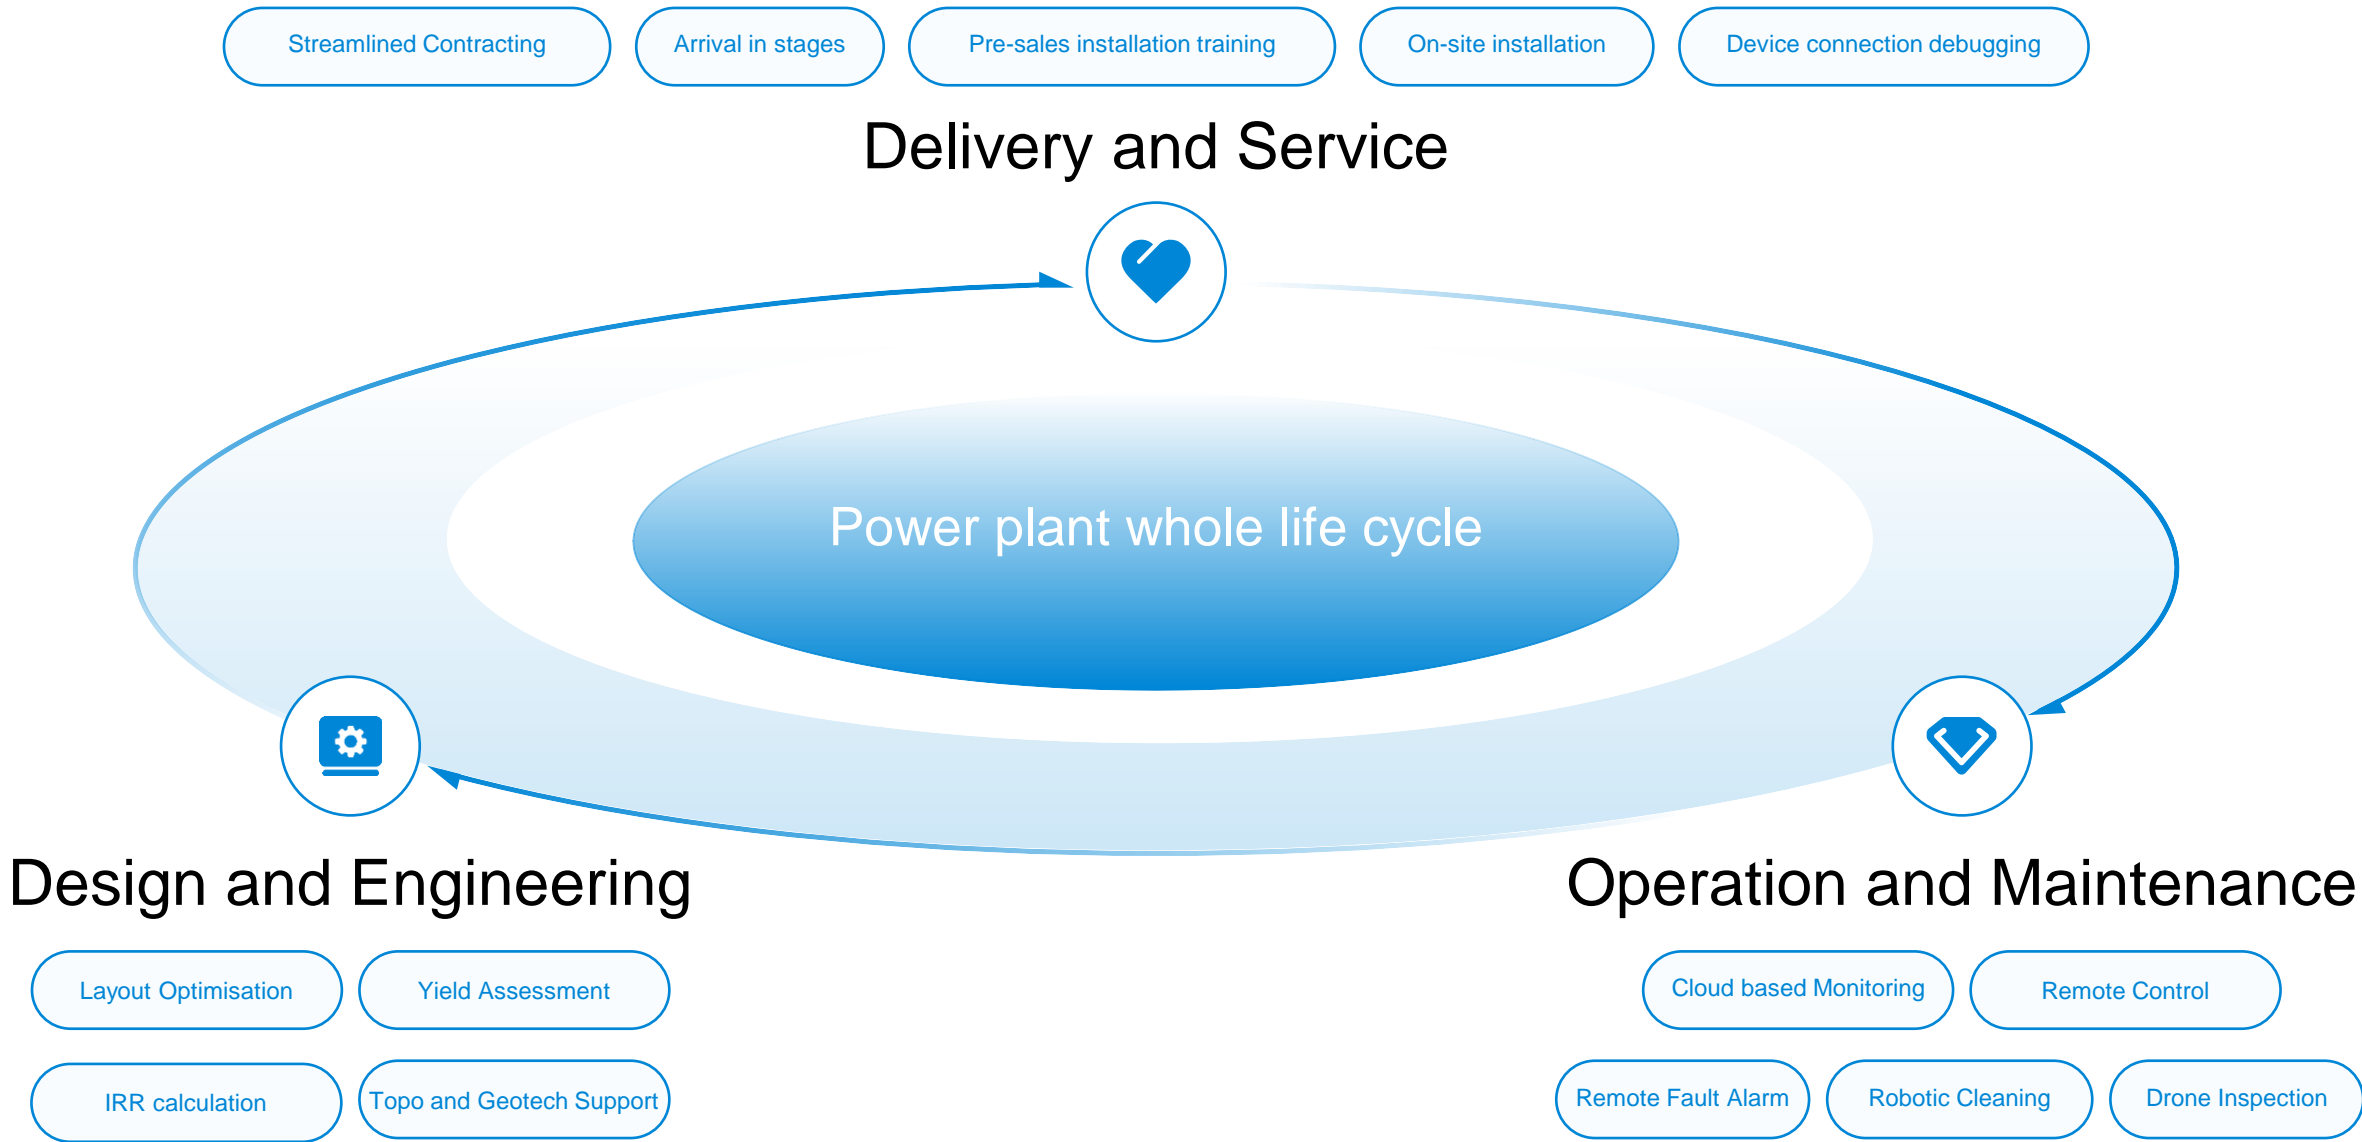 Streamlined Contracting
Arrival in stages
Pre-sales installation training
On-site installation
Device connection debugging
Delivery and Service
Power plant whole life cycle
Design and Engineering
Layout Optimisation
Yield Assessment
IRR calculation
Topo and Geotech Support
Operation and Maintenance
Cloud based Monitoring
Remote Control
Remote Fault Alarm
Robotic Cleaning
Drone Inspection